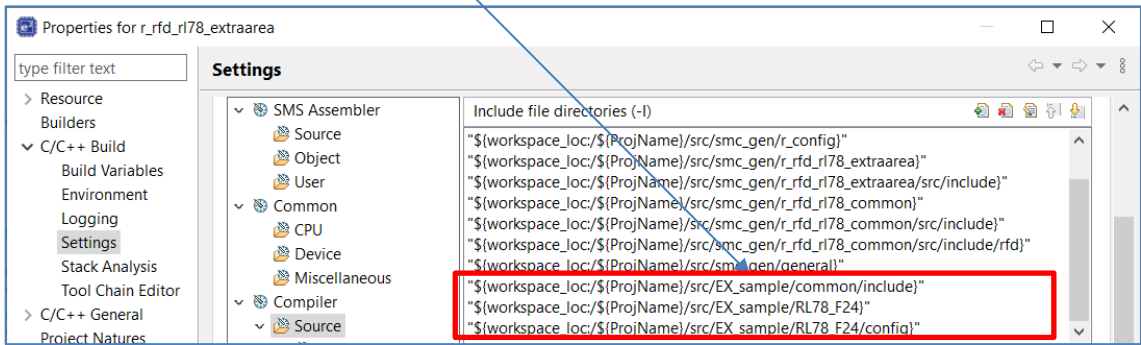 Properties for r_rfd_rl78_extraarea
type filter text
Settings
Resource
Builders
C/C++ Build
Build Variables
Environment
Logging
Settings
Stack Analysis
Tool Chain Editor
C/C++ General
Project Natures
SMS Assembler
Source
Object
User
Common
CPU
Device
Miscellaneous
Compiler
Source
Include file directories (-I)
"${workspace_loc:/${ProjName}/src/smc_gen/r_config}"
"${workspace_loc:/${ProjName}/src/smc_gen/r_rfd_rl78_extraarea}"
"${workspace_loc:/${ProjName}/src/smc_gen/r_rfd_rl78_extraarea/src/include}"
"${workspace_loc:/${ProjName}/src/smc_gen/r_rfd_rl78_common}"
"${workspace_loc:/${ProjName}/src/smc_gen/r_rfd_rl78_common/src/include}"
"${workspace_loc:/${ProjName}/src/smc_gen/r_rfd_rl78_common/src/include/rfd}"
"${workspace_loc:/${ProjName}/src/smc_gen/general}"
"${workspace_loc:/${ProjName}/src/EX_sample/common/include}"
"${workspace_loc:/${ProjName}/src/EX_sample/RL78_F24}"
"${workspace_loc:/${ProjName}/src/EX_sample/RL78_F24/config}"